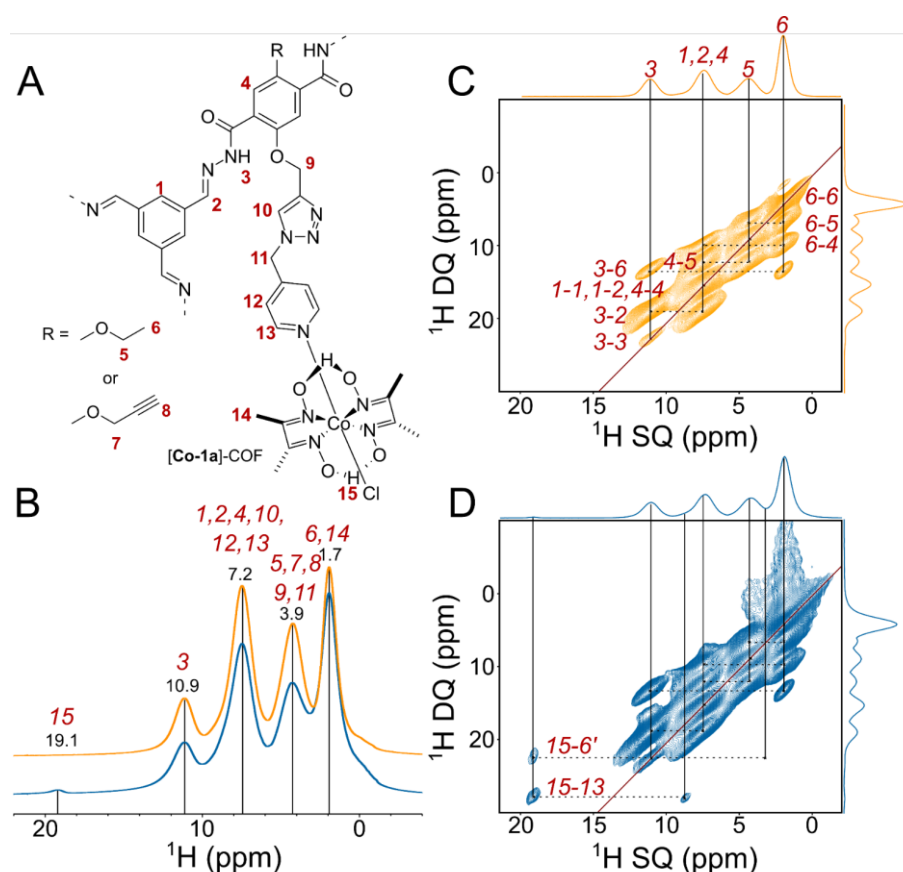 A
R
HN
O
4
O
NH
3
N
O
9
1
2
N
10
N
N
N
11
N
12
13
N
R =
O
6
5
or
O
8
7
H
O
O
14
N
N
Co
N
N
O
H
O
15
Cl
[Co-1a]-COF
B
1,2,4,10,
12,13
7.2
5,7,8
9,11
3.9
6,14
1.7
3
10.9
15
19.1
20
10
0
¹H (ppm)
C
3
1,2,4
5
6
0
10
20
¹H DQ (ppm)
6-6
6-5
6-4
3-6
4-5
1-1,1-2,4-4
3-2
3-3
20
15
10
5
0
¹H SQ (ppm)
D
0
10
20
¹H DQ (ppm)
15-6'
15-13
20
15
10
5
0
¹H SQ (ppm)